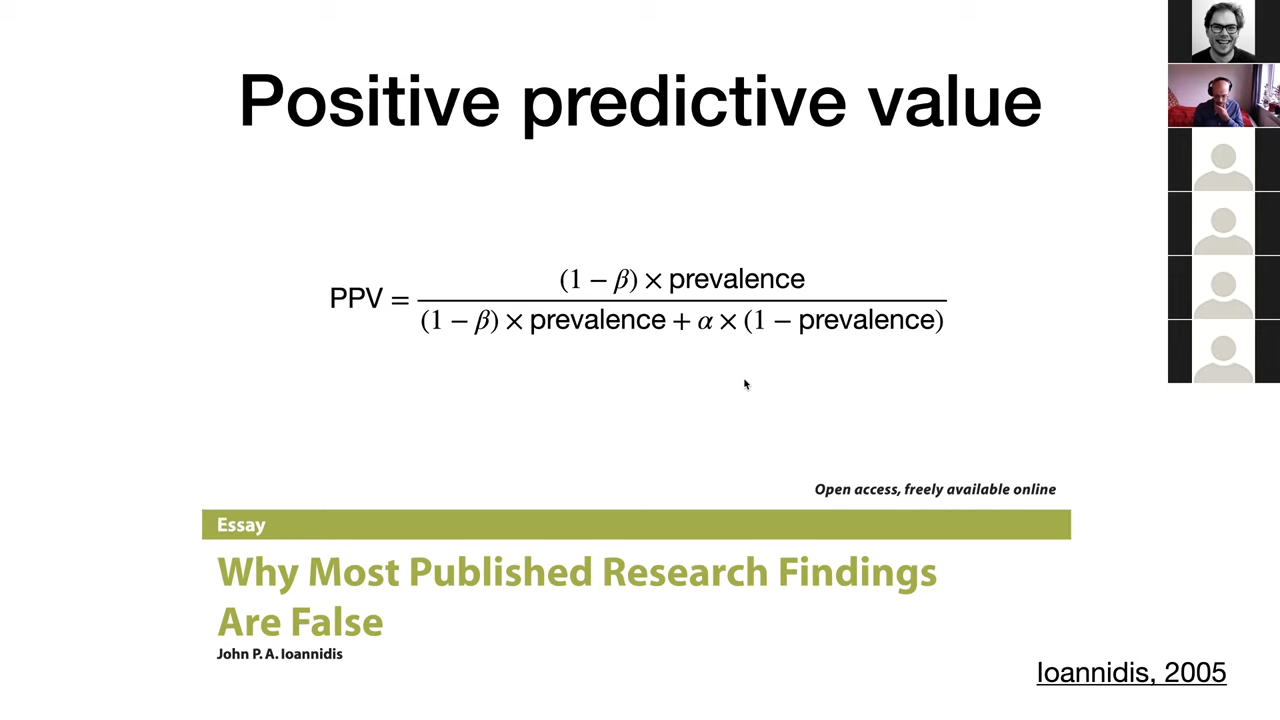 Positive predictive value
PPV = \frac{(1 − β) × prevalence}{(1 − β) × prevalence + α × (1 − prevalence)}
Open access, freely available online
Essay
Why Most Published Research Findings
Are False
John P. A. Ioannidis
Ioannidis, 2005